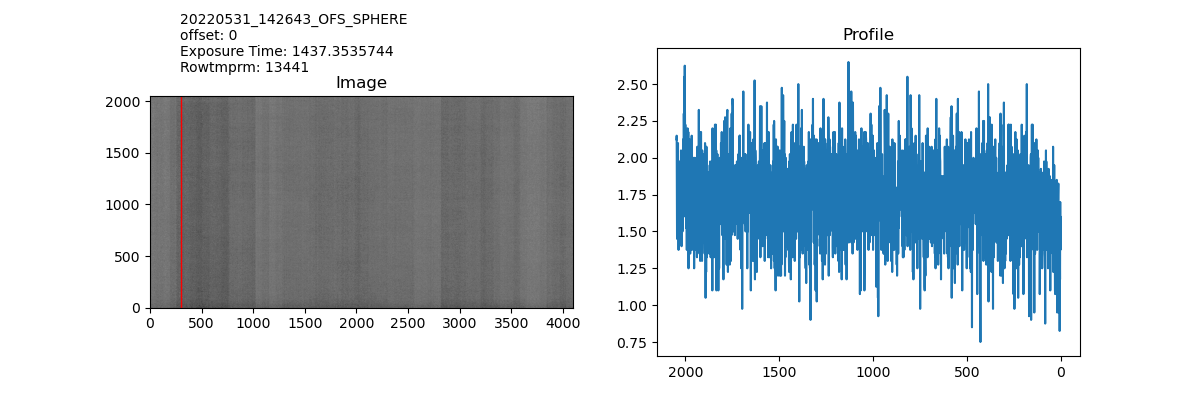 20220531_142643_OFS_SPHERE
offset: 0
Exposure Time: 1437.3535744
Rowtmprm: 13441
Image
2000
1500
1000
500
0
0 500 1000 1500 2000 2500 3000 3500 4000
Profile
2.50
2.25
2.00
1.75
1.50
1.25
1.00
0.75
2000 1500 1000 500 0